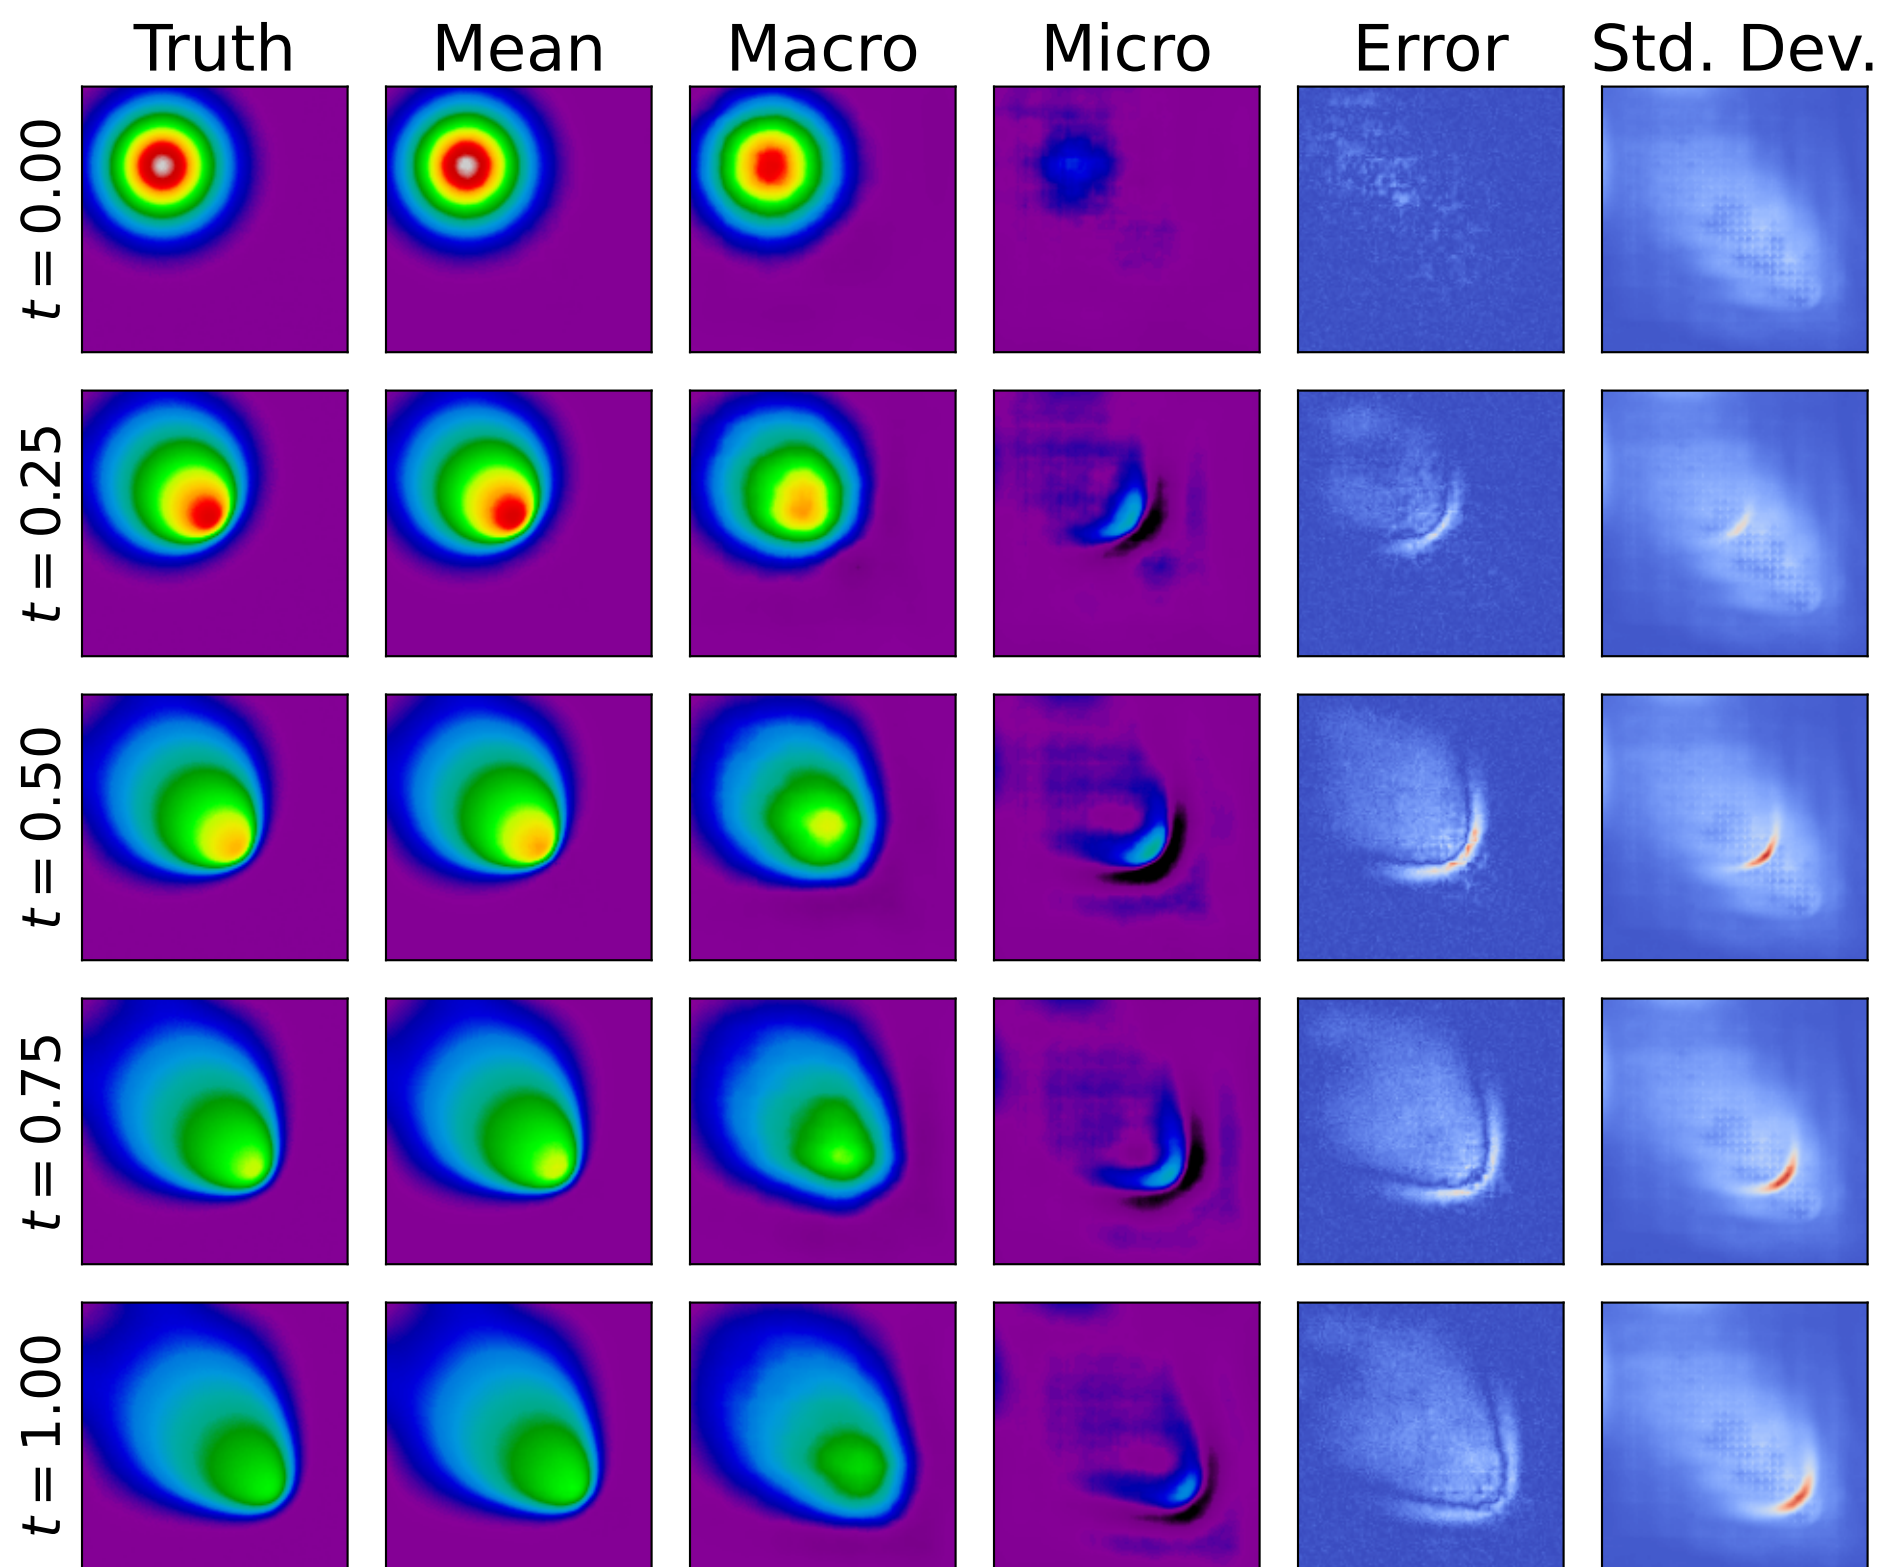 Truth Mean Macro Micro Error Std. Dev.
t = 0.00
t = 0.25
t = 0.50
t = 0.75
t = 1.00